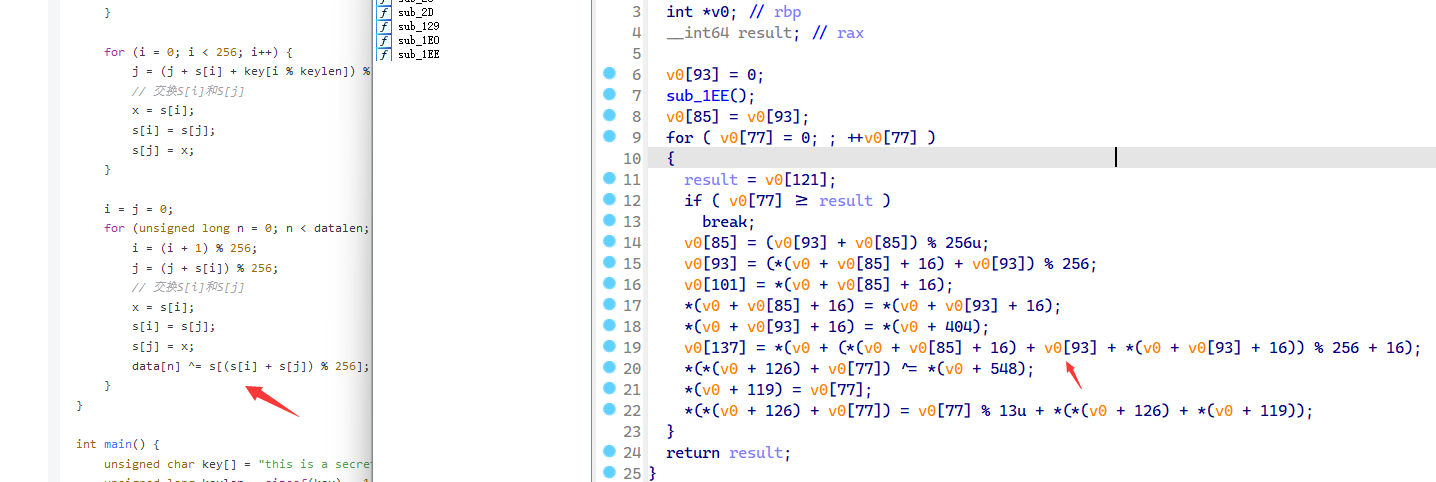 }
for (i = 0; i < 256; i++) {
j = (j + s[i] + key[i % keylen]) %
// 交换S[i]和S[j]
x = s[i];
s[i] = s[j];
s[j] = x;
}
i = j = 0;
for (unsigned long n = 0; n < datalen;
i = (i + 1) % 256;
j = (j + s[i]) % 256;
// 交换S[i]和S[j]
x = s[i];
s[i] = s[j];
s[j] = x;
data[n] ^= s[(s[i] + s[j]) % 256];
}
}
int main() {
unsigned char key[] = "this is a secre
f sub_2D
f sub_129
f sub_1E0
f sub_1EE
3 int *v0; // rbp
4 __int64 result; // rax
5
6 v0[93] = 0;
7 sub_1EE();
8 v0[85] = v0[93];
9 for ( v0[77] = 0; ; ++v0[77] )
10 {
11 result = v0[121];
12 if ( v0[77] >= result )
13 break;
14 v0[85] = (v0[93] + v0[85]) % 256u;
15 v0[93] = (*(v0 + v0[85] + 16) + v0[93]) % 256;
16 v0[101] = *(v0 + v0[85] + 16);
17 *(v0 + v0[85] + 16) = *(v0 + v0[93] + 16);
18 *(v0 + v0[93] + 16) = *(v0 + 404);
19 v0[137] = *(v0 + (*(v0 + v0[85] + 16) + v0[93] + *(v0 + v0[93] + 16)) % 256 + 16);
20 *(*(v0 + 126) + v0[77]) ^= *(v0 + 548);
21 *(v0 + 119) = v0[77];
22 *(*(v0 + 126) + v0[77]) = v0[77] % 13u + *(*(v0 + 126) + *(v0 + 119));
23 }
24 return result;
25 }